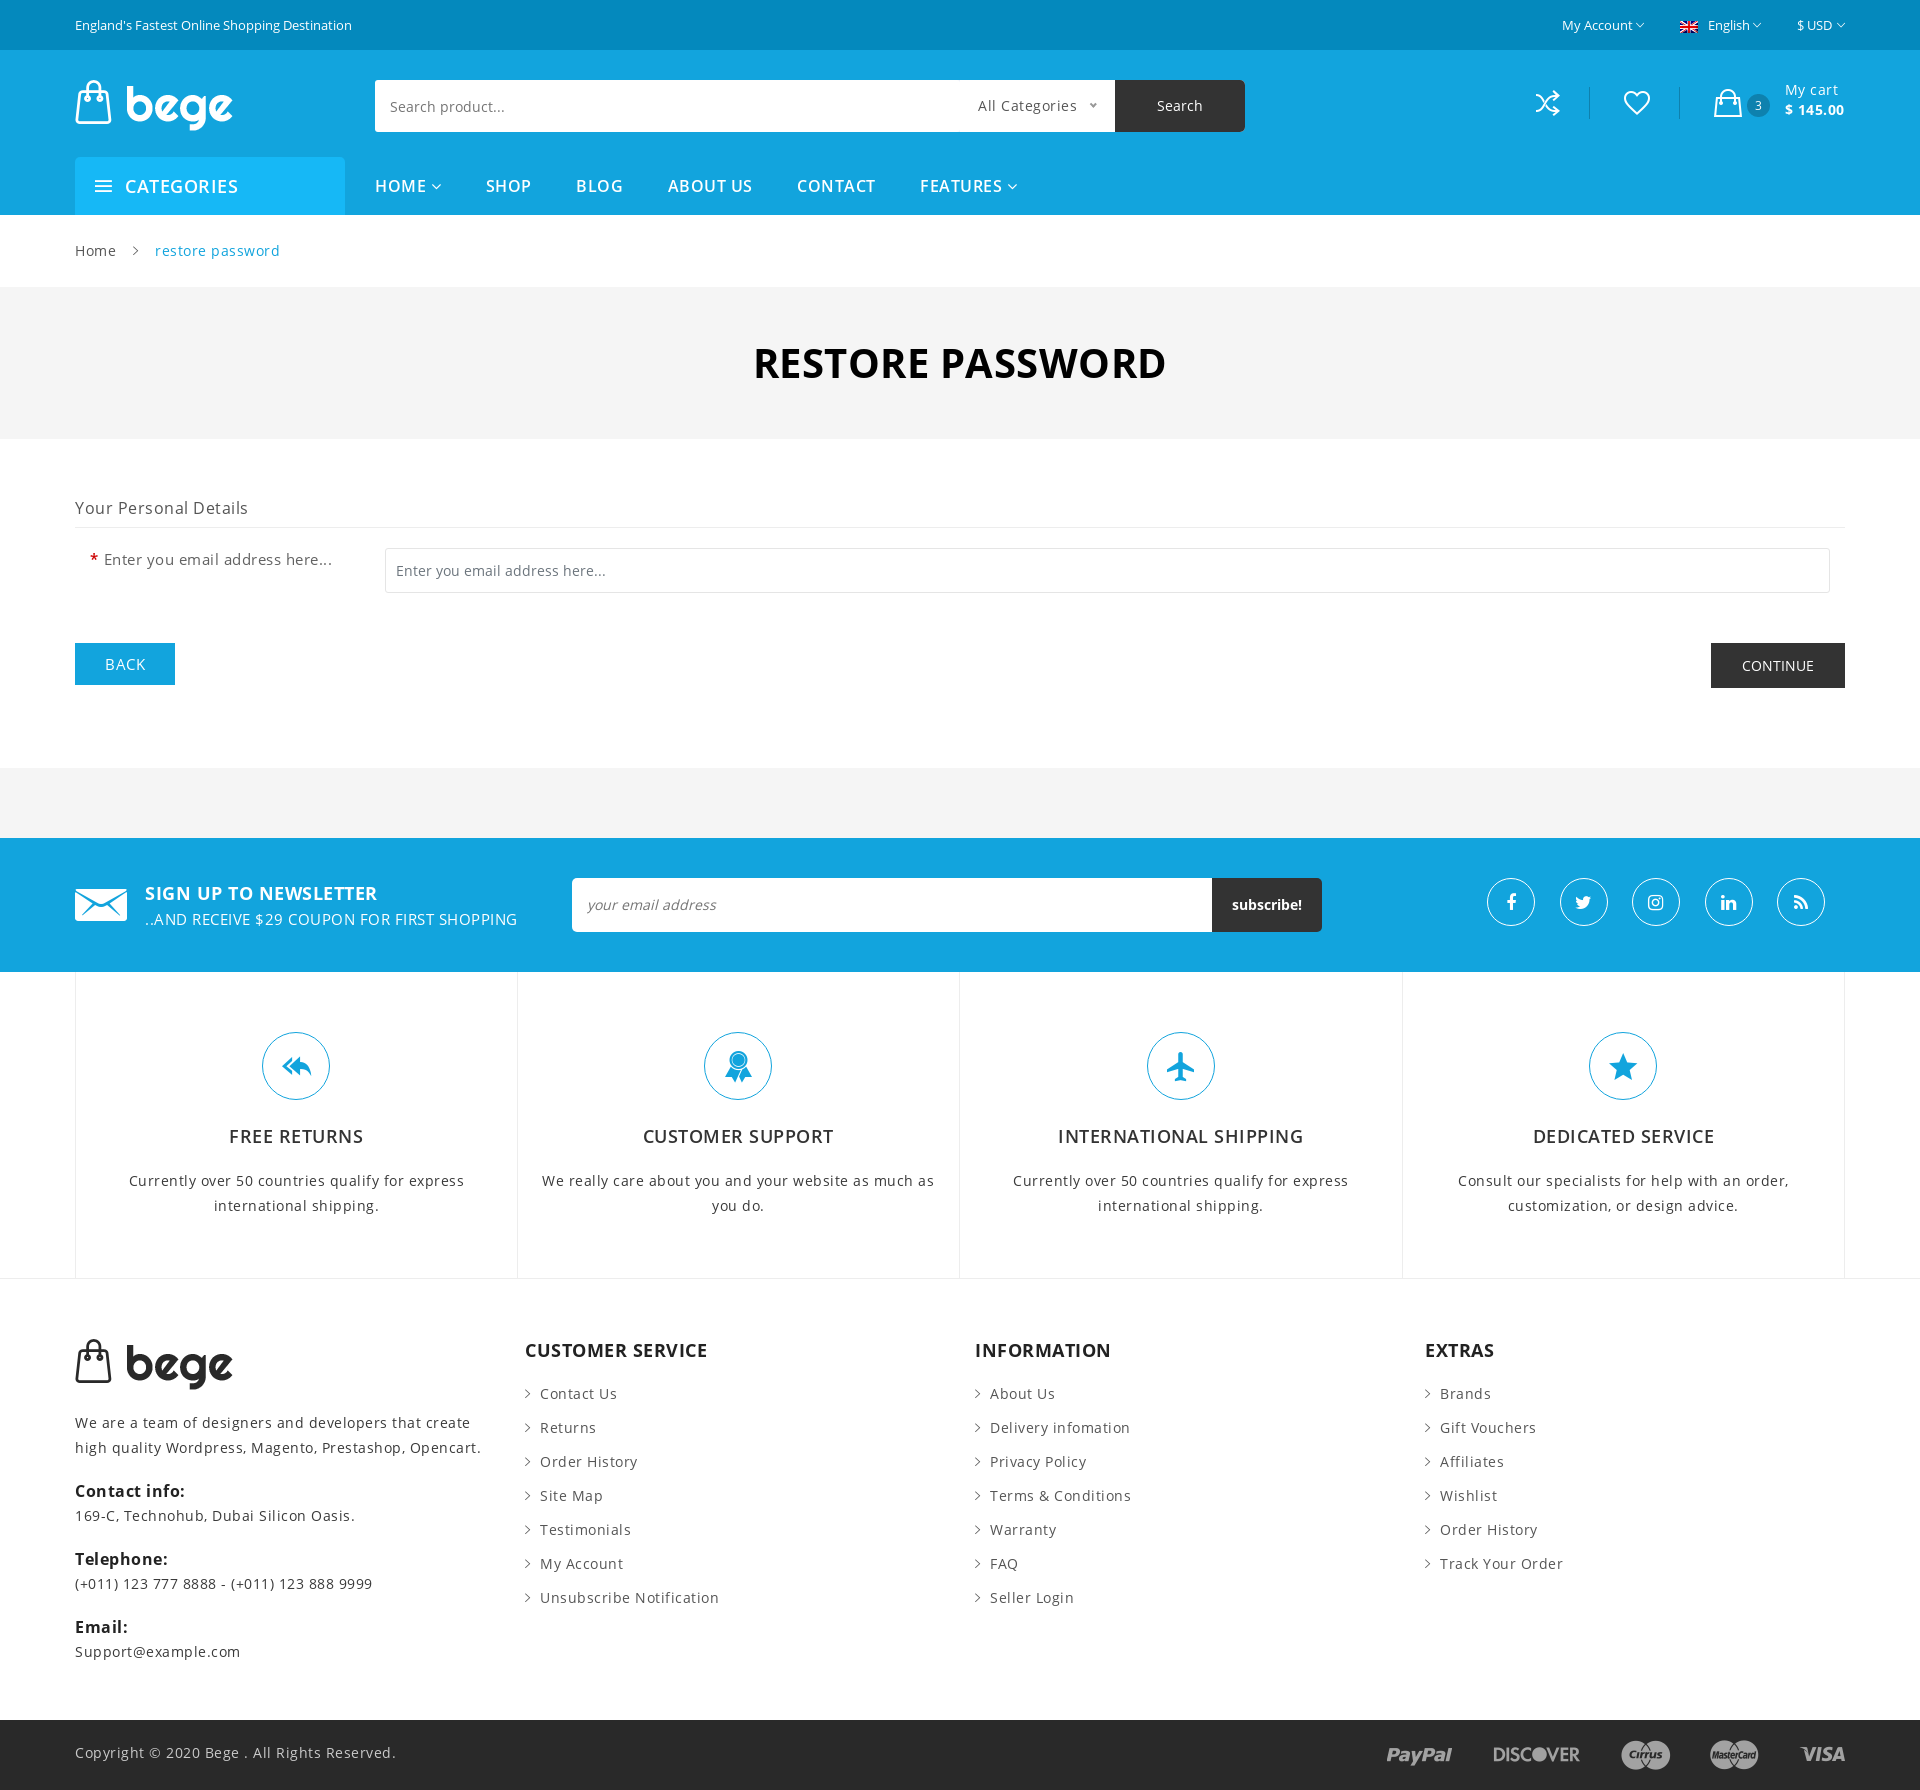 England's Fastest Online Shopping Destination
My Account
English
$ USD
bege
Search product...
All Categories
Search
3
My cart
$ 145.00
CATEGORIES
HOME
SHOP
BLOG
ABOUT US
CONTACT
FEATURES
Home
restore password
RESTORE PASSWORD
Your Personal Details
* Enter you email address here...
Enter you email address here...
BACK
CONTINUE
SIGN UP TO NEWSLETTER
..AND RECEIVE $29 COUPON FOR FIRST SHOPPING
your email address
subscribe!
FREE RETURNS
Currently over 50 countries qualify for express
international shipping.
CUSTOMER SUPPORT
We really care about you and your website as much as
you do.
INTERNATIONAL SHIPPING
Currently over 50 countries qualify for express
international shipping.
DEDICATED SERVICE
Consult our specialists for help with an order,
customization, or design advice.
bege
We are a team of designers and developers that create
high quality Wordpress, Magento, Prestashop, Opencart.
Contact info:
169-C, Technohub, Dubai Silicon Oasis.
Telephone:
(+011) 123 777 8888 - (+011) 123 888 9999
Email:
Support@example.com
CUSTOMER SERVICE
Contact Us
Returns
Order History
Site Map
Testimonials
My Account
Unsubscribe Notification
INFORMATION
About Us
Delivery infomation
Privacy Policy
Terms & Conditions
Warranty
FAQ
Seller Login
EXTRAS
Brands
Gift Vouchers
Affiliates
Wishlist
Order History
Track Your Order
Copyright © 2020 Bege . All Rights Reserved.
PayPal
DISCOVER
Cirrus
MasterCard
VISA